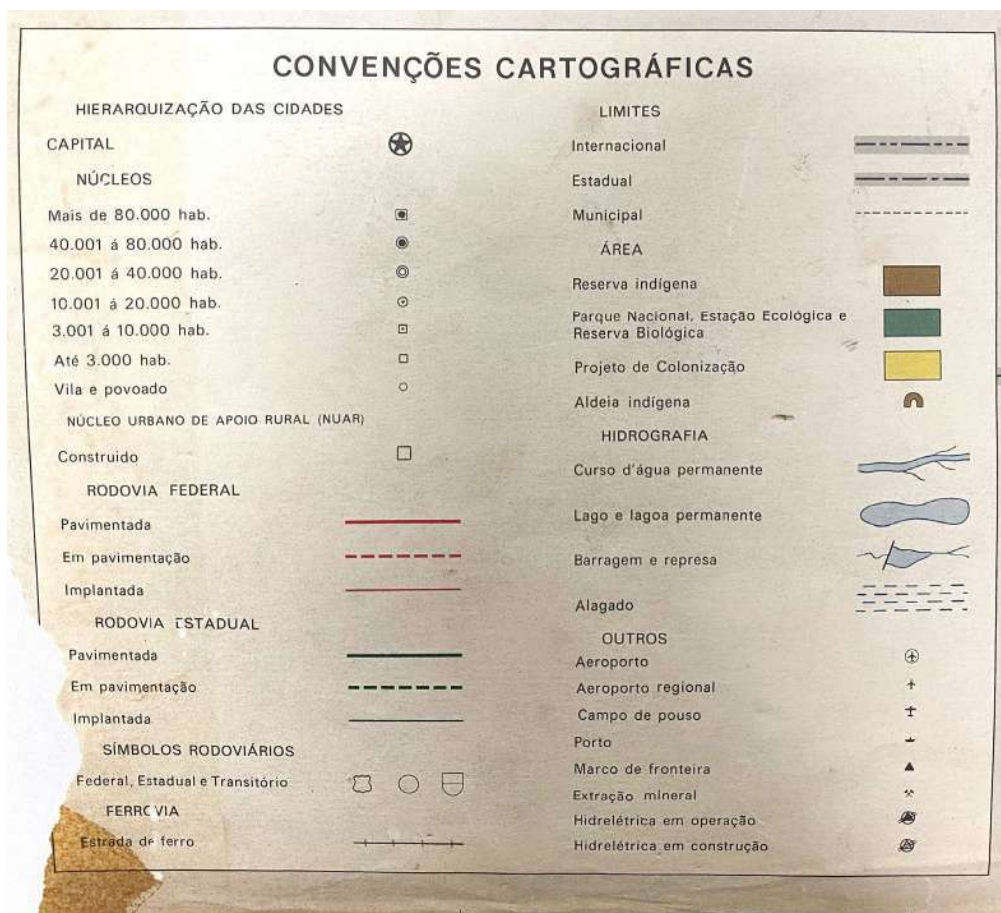 CONVENÇÕES CARTOGRÁFICAS
HIERARQUIZAÇÃO DAS CIDADES
CAPITAL
NÚCLEOS
Mais de 80.000 hab.
40.001 á 80.000 hab.
20.001 á 40.000 hab.
10.001 á 20.000 hab.
3.001 á 10.000 hab.
Até 3.000 hab.
Vila e povoado
NÚCLEO URBANO DE APOIO RURAL (NUAR)
Construido
RODOVIA FEDERAL
Pavimentada
Em pavimentação
Implantada
RODOVIA ESTADUAL
Pavimentada
Em pavimentação
Implantada
SÍMBOLOS RODOVIÁRIOS
Federal, Estadual e Transitório
FERROVIA
Estrada de ferro
LIMITES
Internacional
Estadual
Municipal
ÁREA
Reserva indígena
Parque Nacional, Estação Ecológica e
Reserva Biológica
Projeto de Colonização
Aldeia indígena
HIDROGRAFIA
Curso d'água permanente
Lago e lagoa permanente
Barragem e represa
Alagado
OUTROS
Aeroporto
Aeroporto regional
Campo de pouso
Porto
Marco de fronteira
Extração mineral
Hidrelétrica em operação
Hidrelétrica em construção